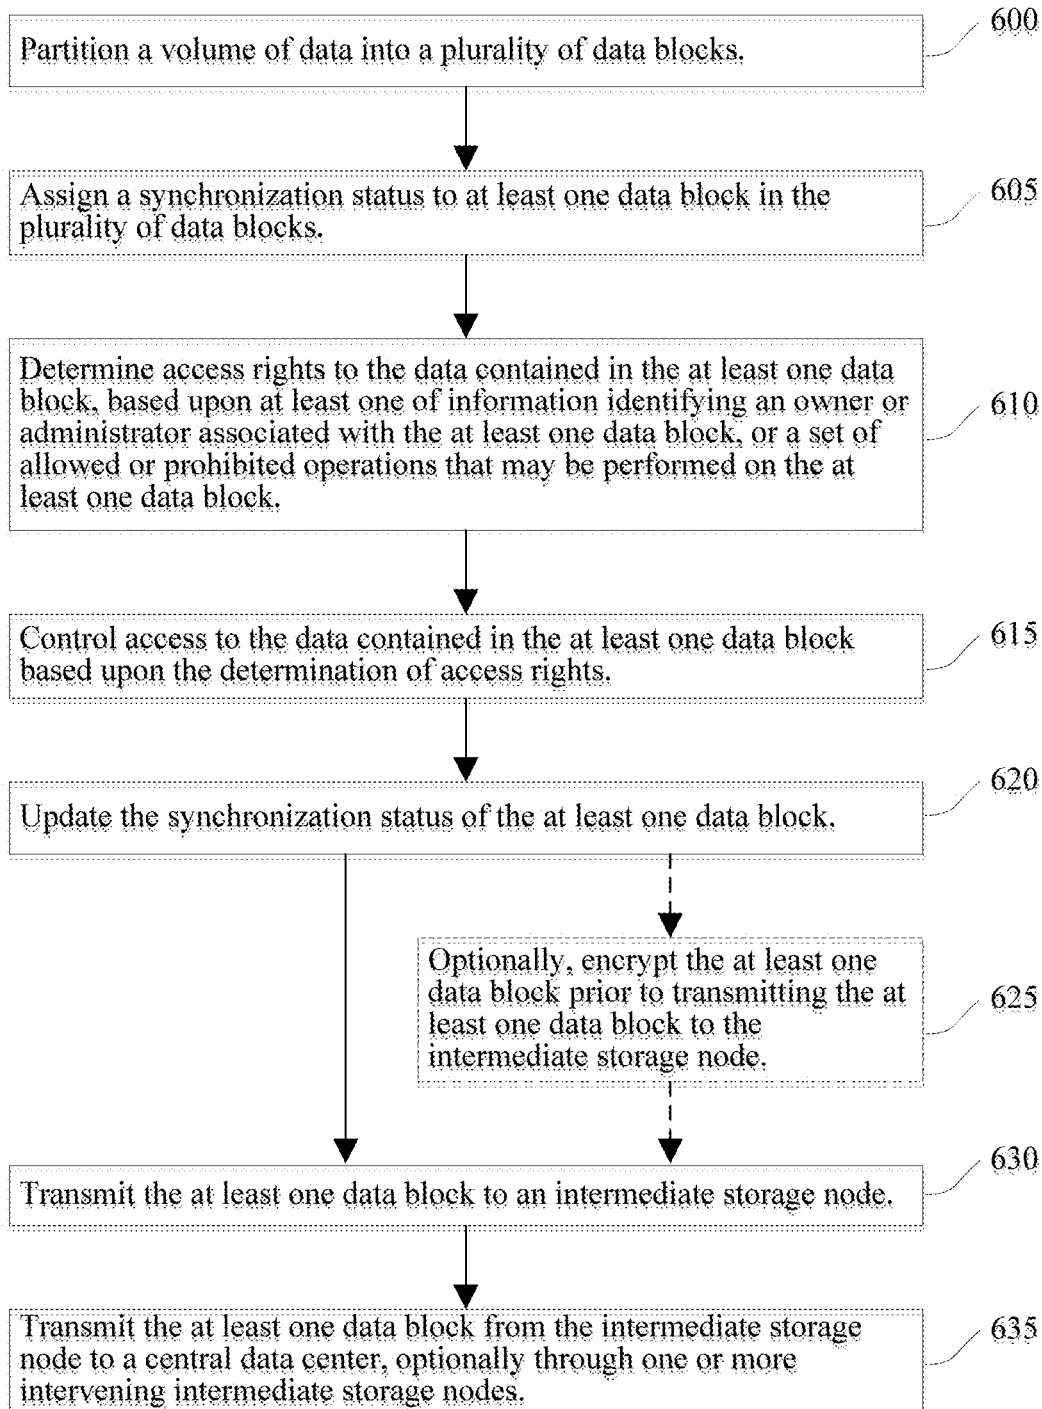 600
Partition a volume of data into a plurality of data blocks.
605
Assign a synchronization status to at least one data block in the
plurality of data blocks.
Determine access rights to the data contained in the at least one data
block, based upon at least one of information identifying an owner or
610
administrator associated with the at least one data block, or a set of
allowed or prohibited operations that may be performed on the at
least one data block.
615
Control access to the data contained in the at least one data block
based upon the determination of access rights.
620
Update the synchronization status of the at least one data block.
Optionally, encrypt the at least one
data block prior to transmitting the at
625
least one data block to the
intermediate storage node.
630
Transmit the at least one data block to an intermediate storage node.
Transmit the at least one data block from the intermediate storage
635
node to a central data center, optionally through one or more
intervening intermediate storage nodes.